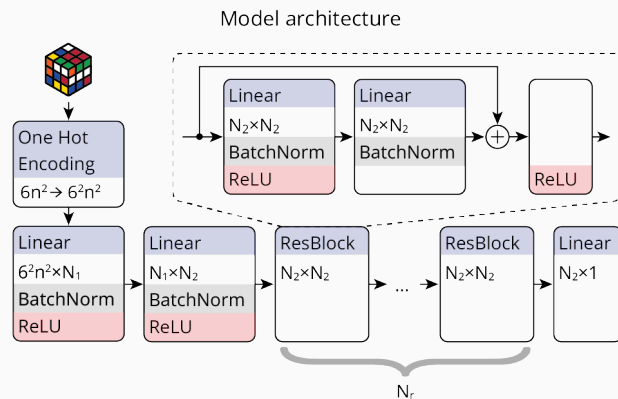 Model architecture
Linear
N₂×N₂
BatchNorm
ReLU
Linear
N₂×N₂
BatchNorm
ReLU
One Hot
Encoding
6n²→ 6²n²
Linear
6²n²×N₁
BatchNorm
ReLU
Linear
N₁×N₂
BatchNorm
ReLU
ResBlock
N₂×N₂
...
ResBlock
N₂×N₂
Linear
N₂×1
Nᵣ